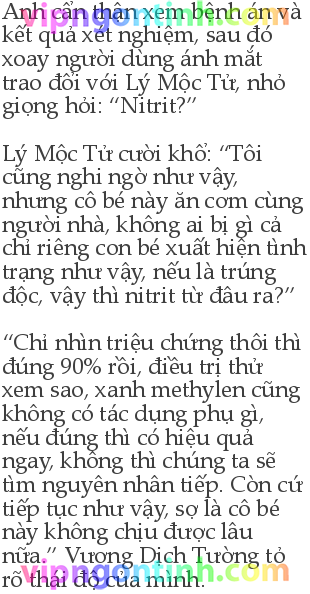 vipngontinh.com
Anh cẩn thận xem bệnh án và
kết quả xét nghiệm, sau đó
xoay người dùng ánh mắt
trao đổi với Lý Mộc Tử, nhỏ
giọng hỏi: “Nitrit?”
Lý Mộc Tử cười khổ: “Tôi
cũng nghi ngờ như vậy,
nhưng cô bé này ăn cơm cùng
người nhà, không ai bị gì cả
chỉ riêng con bé xuất hiện tình
trạng như vậy, nếu là trúng
độc, vậy thì nitrit từ đâu ra?”
“Chỉ nhìn triệu chứng thôi thì
đúng 90% rồi, điều trị thử
xem sao, xanh methylen cũng
không có tác dụng phụ gì,
nếu đúng thì có hiệu quả
ngay, không thì chúng ta sẽ
tìm nguyên nhân tiếp. Còn cứ
tiếp tục như vậy, sợ là cô bé
này không chịu được lâu
nữa.” Vương Dịch Tường tỏ
rõ thái độ của mình.
vipngontinh.com